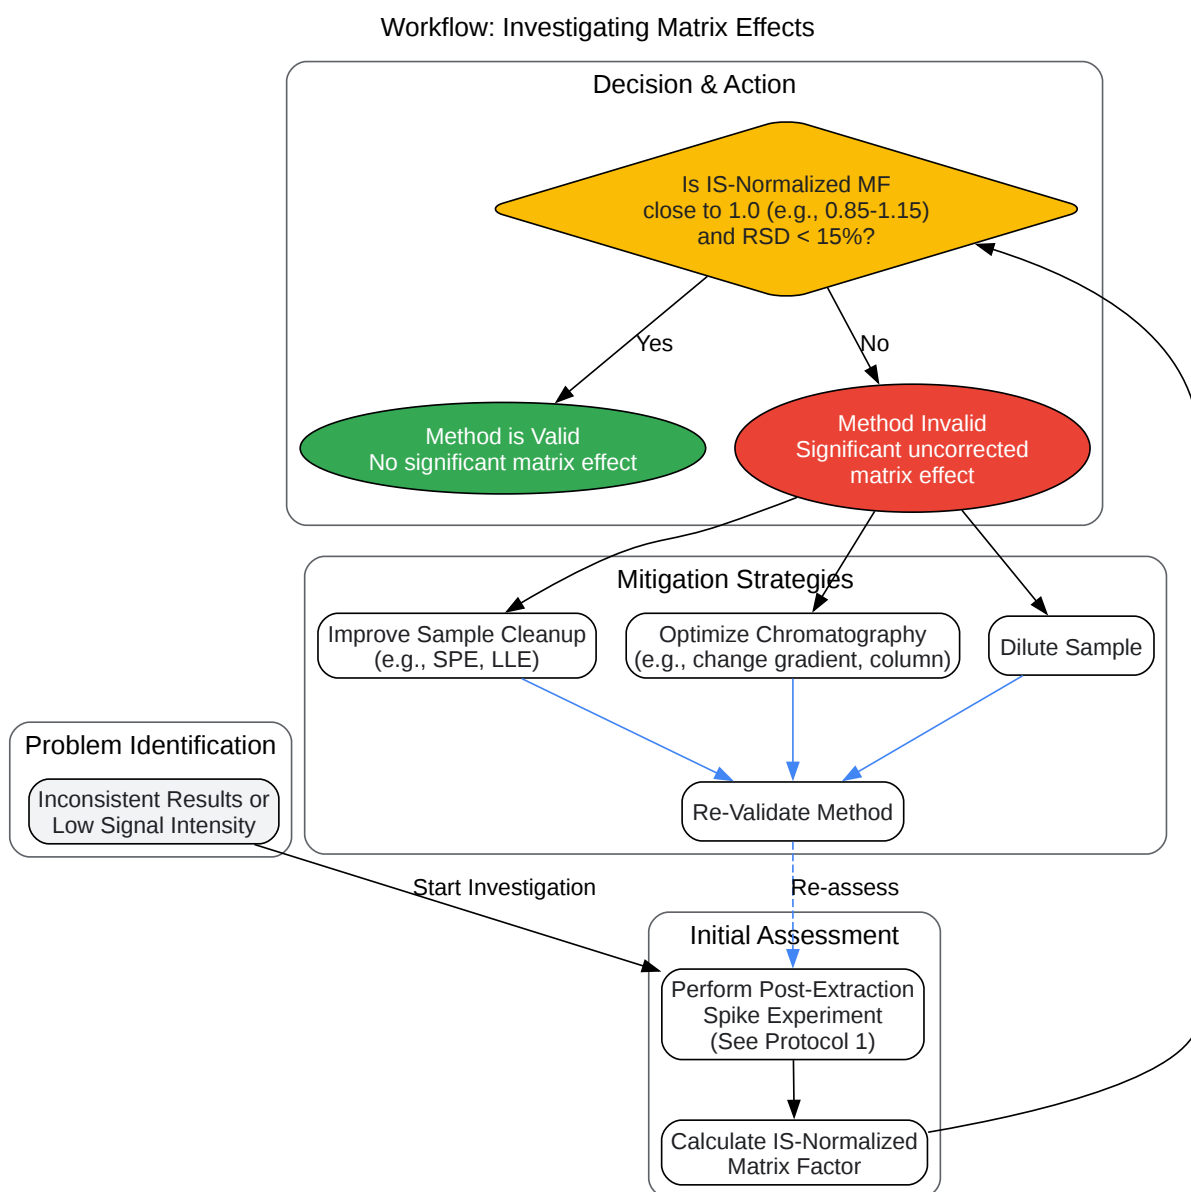 Workflow: Investigating Matrix Effects
Decision & Action
Is IS-Normalized MF
close to 1.0 (e.g., 0.85-1.15)
and RSD < 15%?
Yes
No
Method is Valid
No significant matrix effect
Method Invalid
Significant uncorrected
matrix effect
Mitigation Strategies
Improve Sample Cleanup
(e.g., SPE, LLE)
Optimize Chromatography
(e.g., change gradient, column)
Dilute Sample
Problem Identification
Inconsistent Results or
Low Signal Intensity
Re-Validate Method
Start Investigation
Re-assess
Initial Assessment
Perform Post-Extraction
Spike Experiment
(See Protocol 1)
Calculate IS-Normalized
Matrix Factor